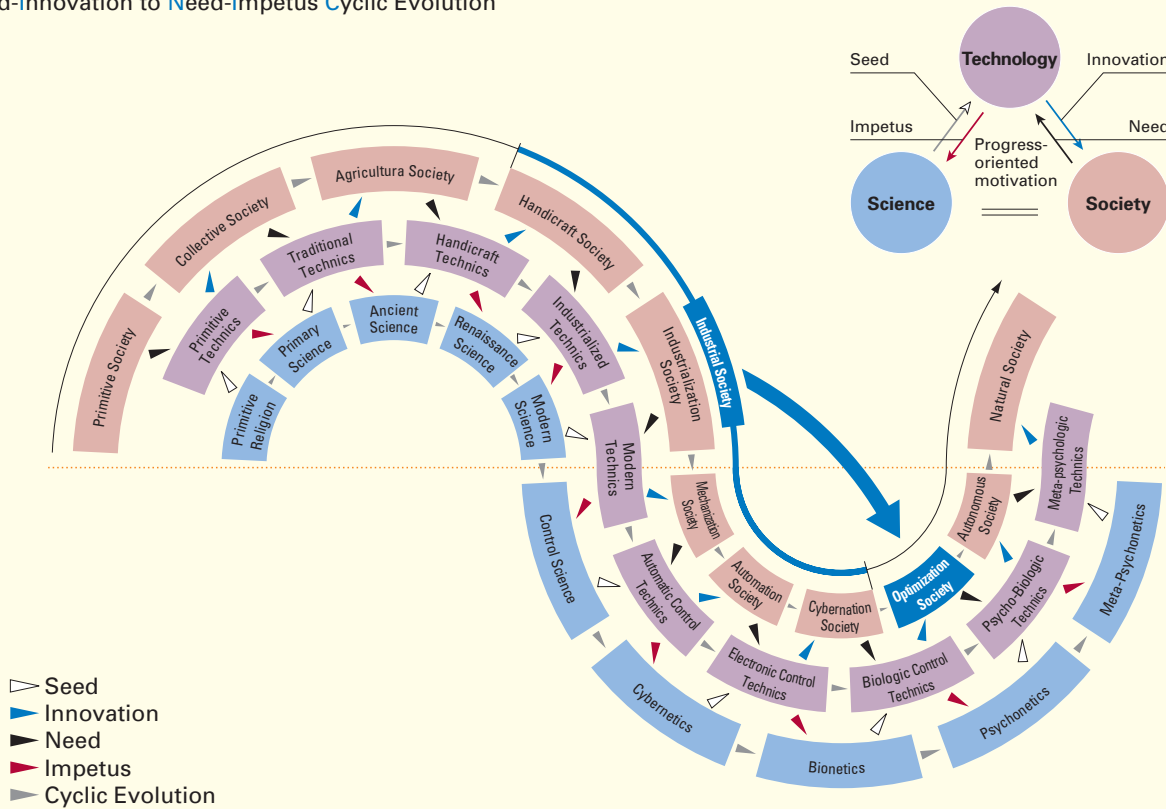 d-Innovation to Need-Impetus Cyclic Evolution
Technology
Seed
Innovation
Impetus
Need
Progress-
oriented
motivation
Science
Society
Primitive Society
Collective Society
Agricultura Society
Handicraft Society
Industrialization
Society
Mechanization
Society
Automation
Society
Cybernation
Society
Optimization
Society
Autonomous
Society
Natural Society
Industrial Society
Primitive
Technics
Traditional
Technics
Handicraft
Technics
Industrialized
Technics
Modern
Technics
Automatic Control
Technics
Electronic Control
Technics
Biologic Control
Technics
Psycho-Biologic
Technics
Meta-psychologic
Technics
Primitive
Religion
Primary
Science
Ancient
Science
Renaissance
Science
Modern
Science
Control Science
Cybernetics
Bionetics
Psychonetics
Meta-Psychonetics
Seed
Innovation
Need
Impetus
Cyclic Evolution